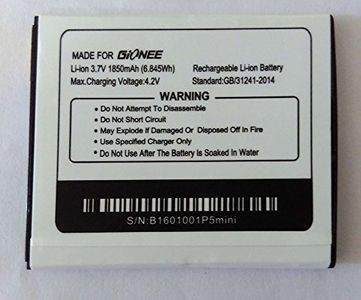 MADE FOR GiONEE
Li-ion 3.7V 1850mAh (6.845Wh) Rechargeable Li-ion Battery
Max.Charging Voltage:4.2V Standard:GB/31241-2014
WARNING
• Do Not Attempt To Disassemble
• Do Not Short Circuit
• May Explode If Damaged Or Disposed Off In Fire
• Use Specified Charger Only
• Do Not Use After The Battery Is Soaked In Water
S/N:B1601001P5mini